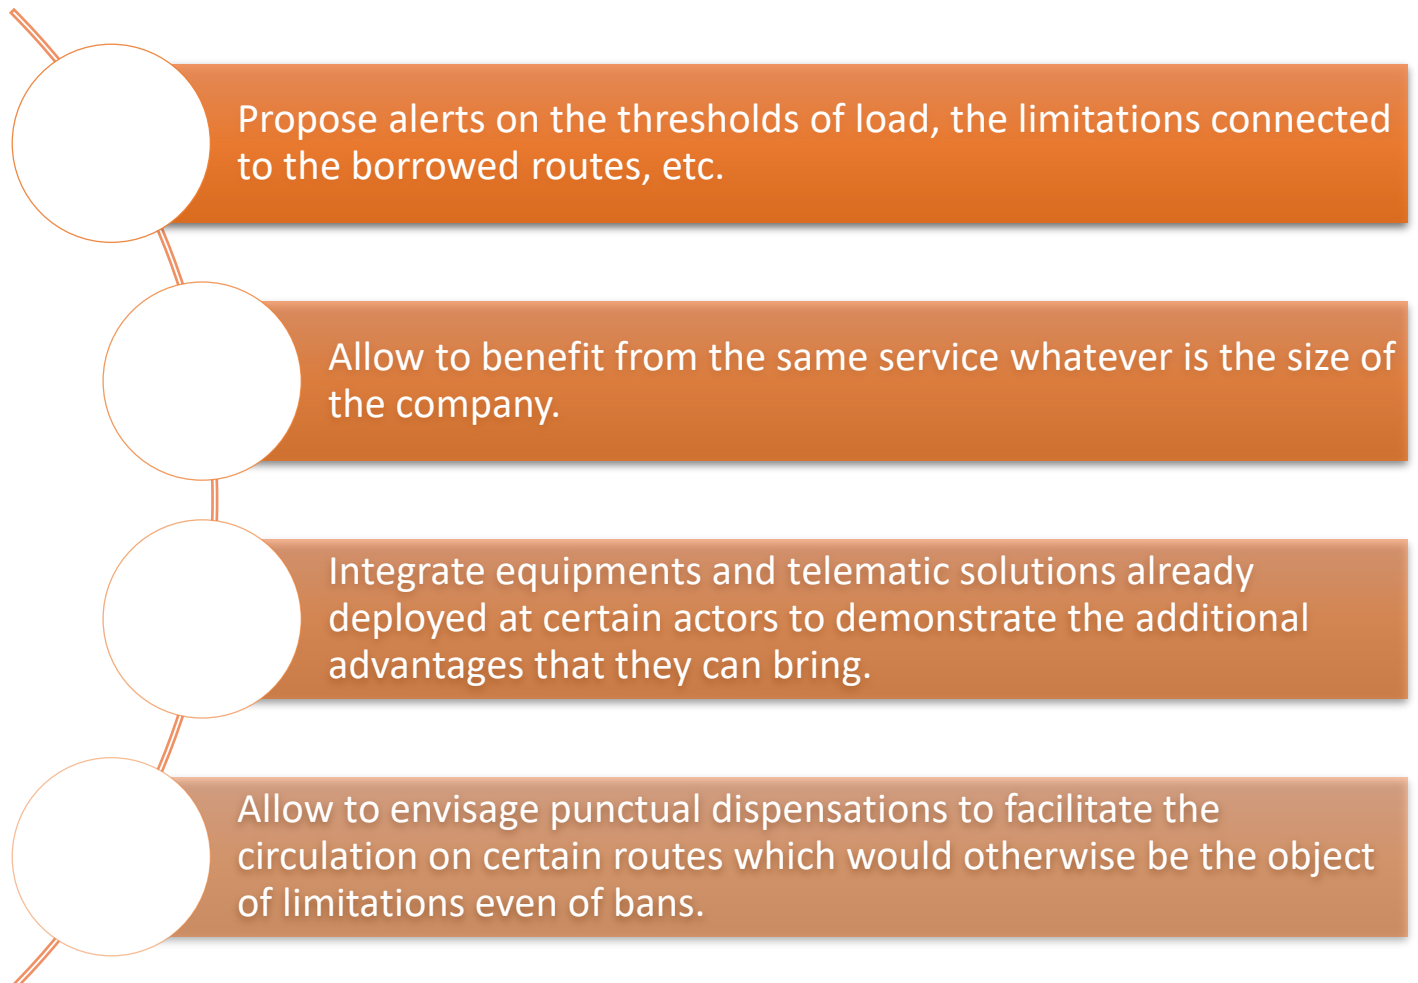 Propose alerts on the thresholds of load, the limitations connected
to the borrowed routes, etc.
Allow to benefit from the same service whatever is the size of
the company.
Integrate equipments and telematic solutions already
deployed at certain actors to demonstrate the additional
advantages that they can bring.
Allow to envisage punctual dispensations to facilitate the
circulation on certain routes which would otherwise be the object
of limitations even of bans.